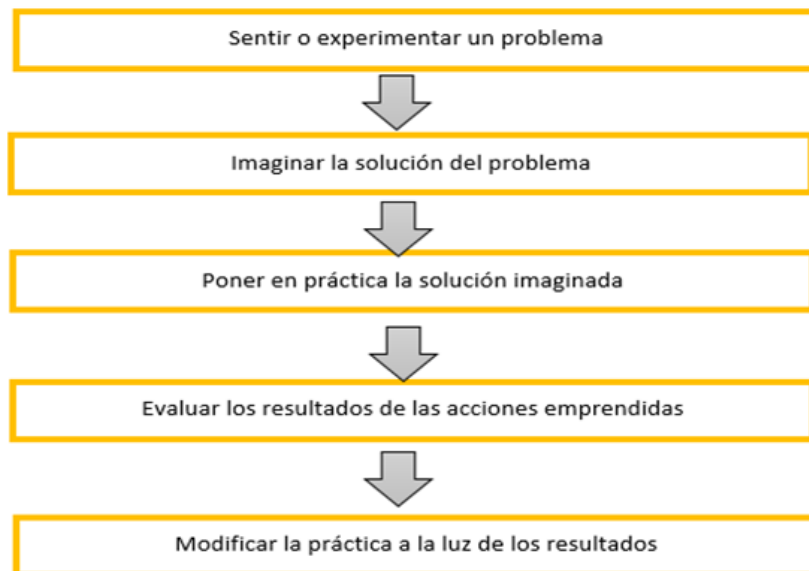 Sentir o experimentar un problema
Imaginar la solución del problema
Poner en práctica la solución imaginada
Evaluar los resultados de las acciones emprendidas
Modificar la práctica a la luz de los resultados